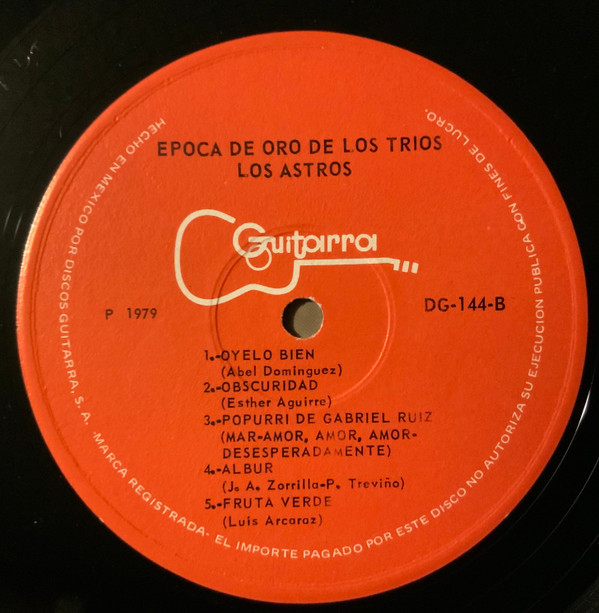 EPOCA DE ORO DE LOS TRIOS
LOS ASTROS
Guitarra
P 1979
DG-144-B
1.-OYELO BIEN
(Abel Dominguez)
2.-OBSCURIDAD
(Esther Aguirre)
3.-POPURRI DE GABRIEL RUIZ
(MAR-AMOR, AMOR, AMOR-
DESESPERADAMENTE)
4.-ALBUR
(J. A. Zorrilla-P. Treviño)
5.-FRUTA VERDE
(Luis Arcaraz)
HECHO EN MEXICO POR DISCOS GUITARRA, S. A. -MARCA REGISTRADA- EL IMPORTE PAGADO POR ESTE DISCO NO AUTORIZA SU EJECUCION PUBLICA CON FINES DE LUCRO.